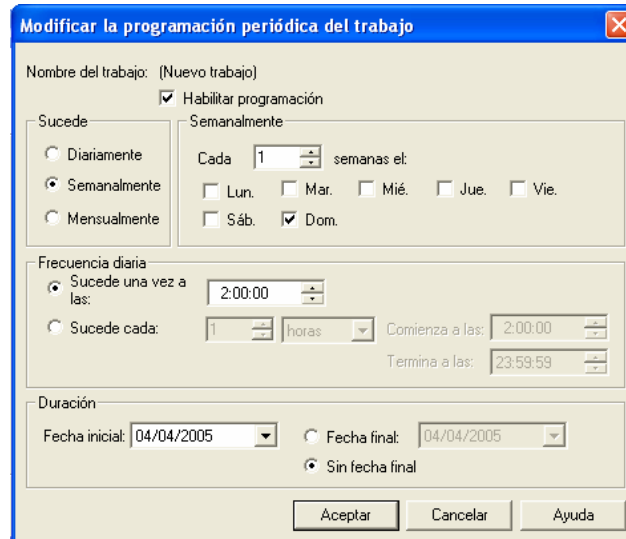 Modificar la programación periódica del trabajo
Nombre del trabajo: (Nuevo trabajo)
Habilitar programación
Sucede
Diariamente
Semanalmente
Mensualmente
Semanalmente
Cada 1 semanas el:
Lun. Mar. Mié. Jue. Vie.
Sáb. Dom.
Frecuencia diaria
Sucede una vez a
las:
2:00:00
Sucede cada: 1 horas Comienza a las: 2:00:00
Termina a las: 23:59:59
Duración
Fecha inicial: 04/04/2005 Fecha final: 04/04/2005
Sin fecha final
Aceptar Cancelar Ayuda